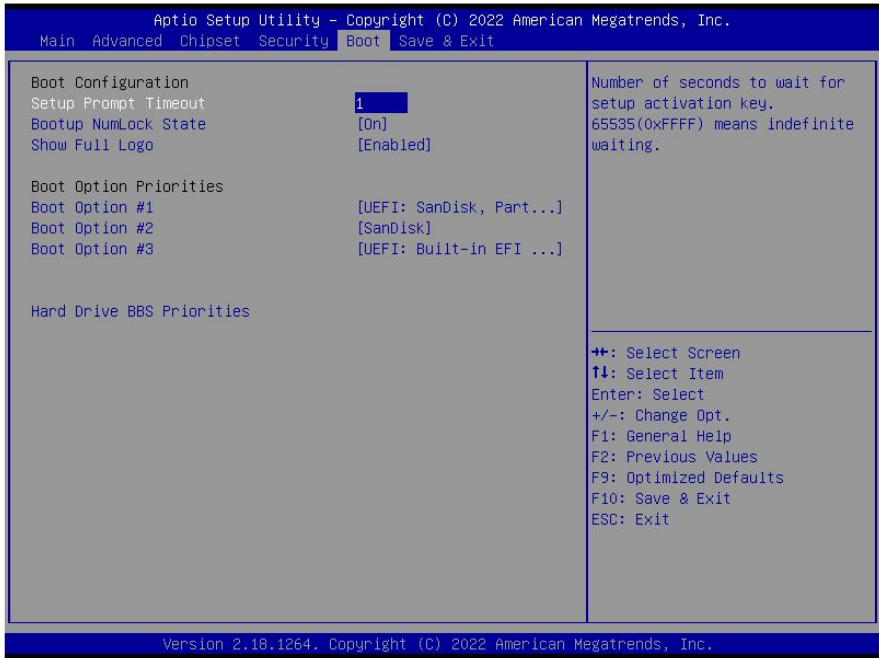 Aptio Setup Utility – Copyright (C) 2022 American Megatrends, Inc.
Main Advanced Chipset Security Boot Save & Exit
Boot Configuration
Setup Prompt Timeout 1
Bootup NumLock State [On]
Show Full Logo [Enabled]
Boot Option Priorities
Boot Option #1 [UEFI: SanDisk, Part...]
Boot Option #2 [SanDisk]
Boot Option #3 [UEFI: Built-in EFI ...]
Hard Drive BBS Priorities
Number of seconds to wait for
setup activation key.
65535(0xFFFF) means indefinite
waiting.
→←: Select Screen
↑↓: Select Item
Enter: Select
+/-: Change Opt.
F1: General Help
F2: Previous Values
F9: Optimized Defaults
F10: Save & Exit
ESC: Exit
Version 2.18.1264. Copyright (C) 2022 American Megatrends, Inc.